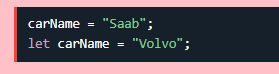 carName = "Saab";
let carName = "Volvo";